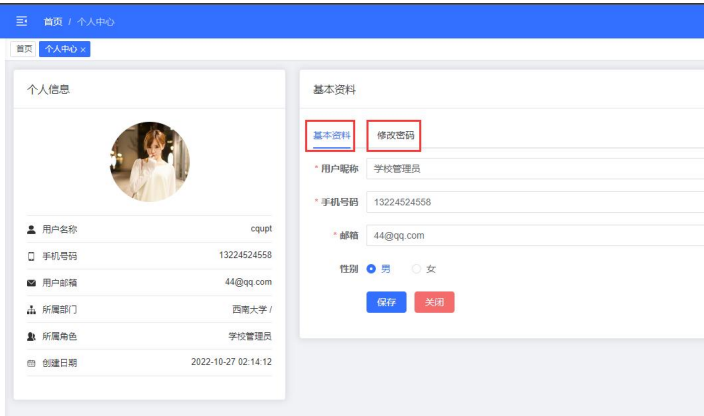 首页 / 个人中心
首页 个人中心 ×
个人信息
用户名称 cqupt
手机号码 13224524558
用户邮箱 44@qq.com
所属部门 西南大学 /
所属角色 学校管理员
创建日期 2022-10-27 02:14:12
基本资料
基本资料 修改密码
* 用户昵称 学校管理员
* 手机号码 13224524558
* 邮箱 44@qq.com
性别 男 女
保存 关闭